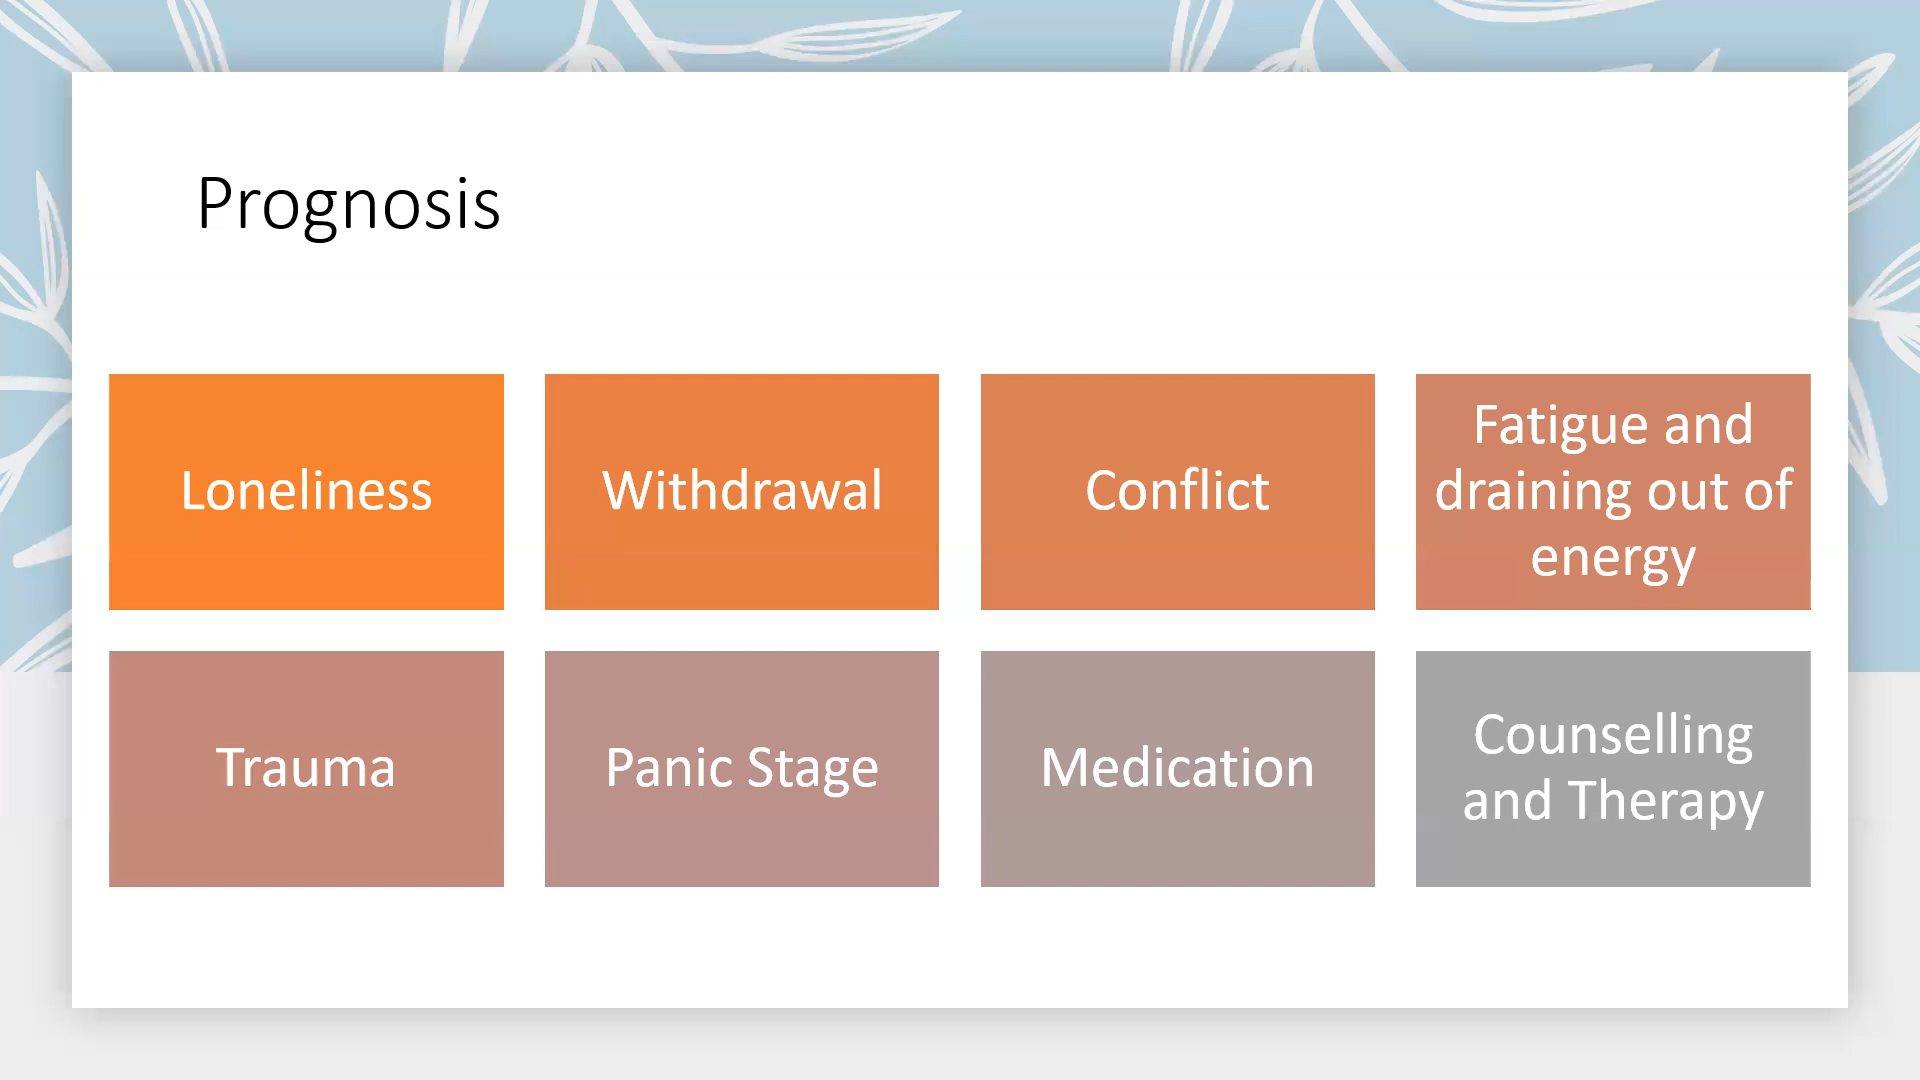 Prognosis
Loneliness
Withdrawal
Conflict
Fatigue and
draining out of
energy
Trauma
Panic Stage
Medication
Counselling
and Therapy